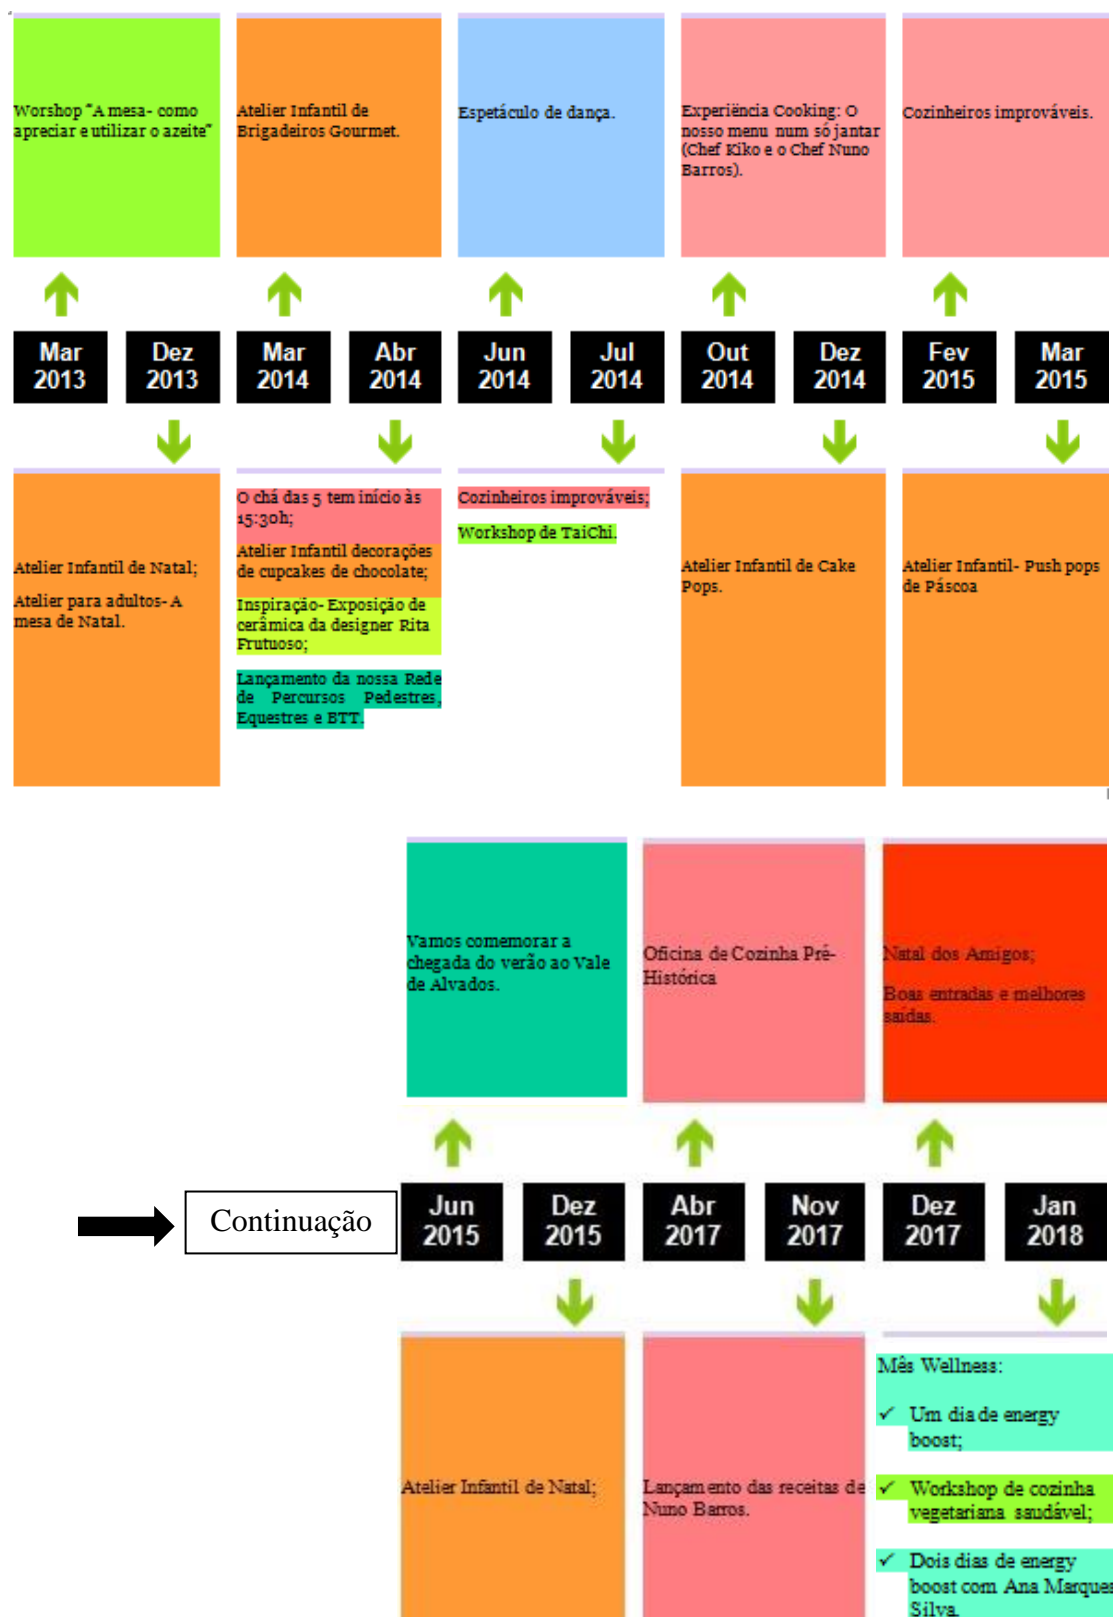 Worshop “A mesa- como
apreciar e utilizar o azeite”
Atelier Infantil de
Brigadeiros Gourmet.
Espetáculo de dança.
Experiência Cooking: O
nosso menu num só jantar
(Chef Kiko e o Chef Nuno
Barros).
Cozinheiros improváveis.
Mar
2013
Dez
2013
Mar
2014
Abr
2014
Jun
2014
Jul
2014
Out
2014
Dez
2014
Fev
2015
Mar
2015
Atelier Infantil de Natal;
Atelier para adultos- A
mesa de Natal.
O chá das 5 tem início às
15:30h;
Atelier Infantil decorações
de cupcakes de chocolate;
Inspiração- Exposição de
cerâmica da designer Rita
Frutuoso;
Lançamento da nossa Rede
de Percursos Pedestres,
Equestres e BTT.
Cozinheiros improváveis;
Workshop de TaiChi.
Atelier Infantil de Cake
Pops.
Atelier Infantil- Push pops
de Páscoa
Vamos comemorar a
chegada do verão ao Vale
de Alvados.
Oficina de Cozinha Pré-
Histórica
Natal dos Amigos;
Boas entradas e melhores
saídas.
Continuação
Jun
2015
Dez
2015
Abr
2017
Nov
2017
Dez
2017
Jan
2018
Atelier Infantil de Natal;
Lançamento das receitas de
Nuno Barros.
Mês Wellness:
✓ Um dia de energy
boost;
✓ Workshop de cozinha
vegetariana saudável;
✓ Dois dias de energy
boost com Ana Marques
Silva.